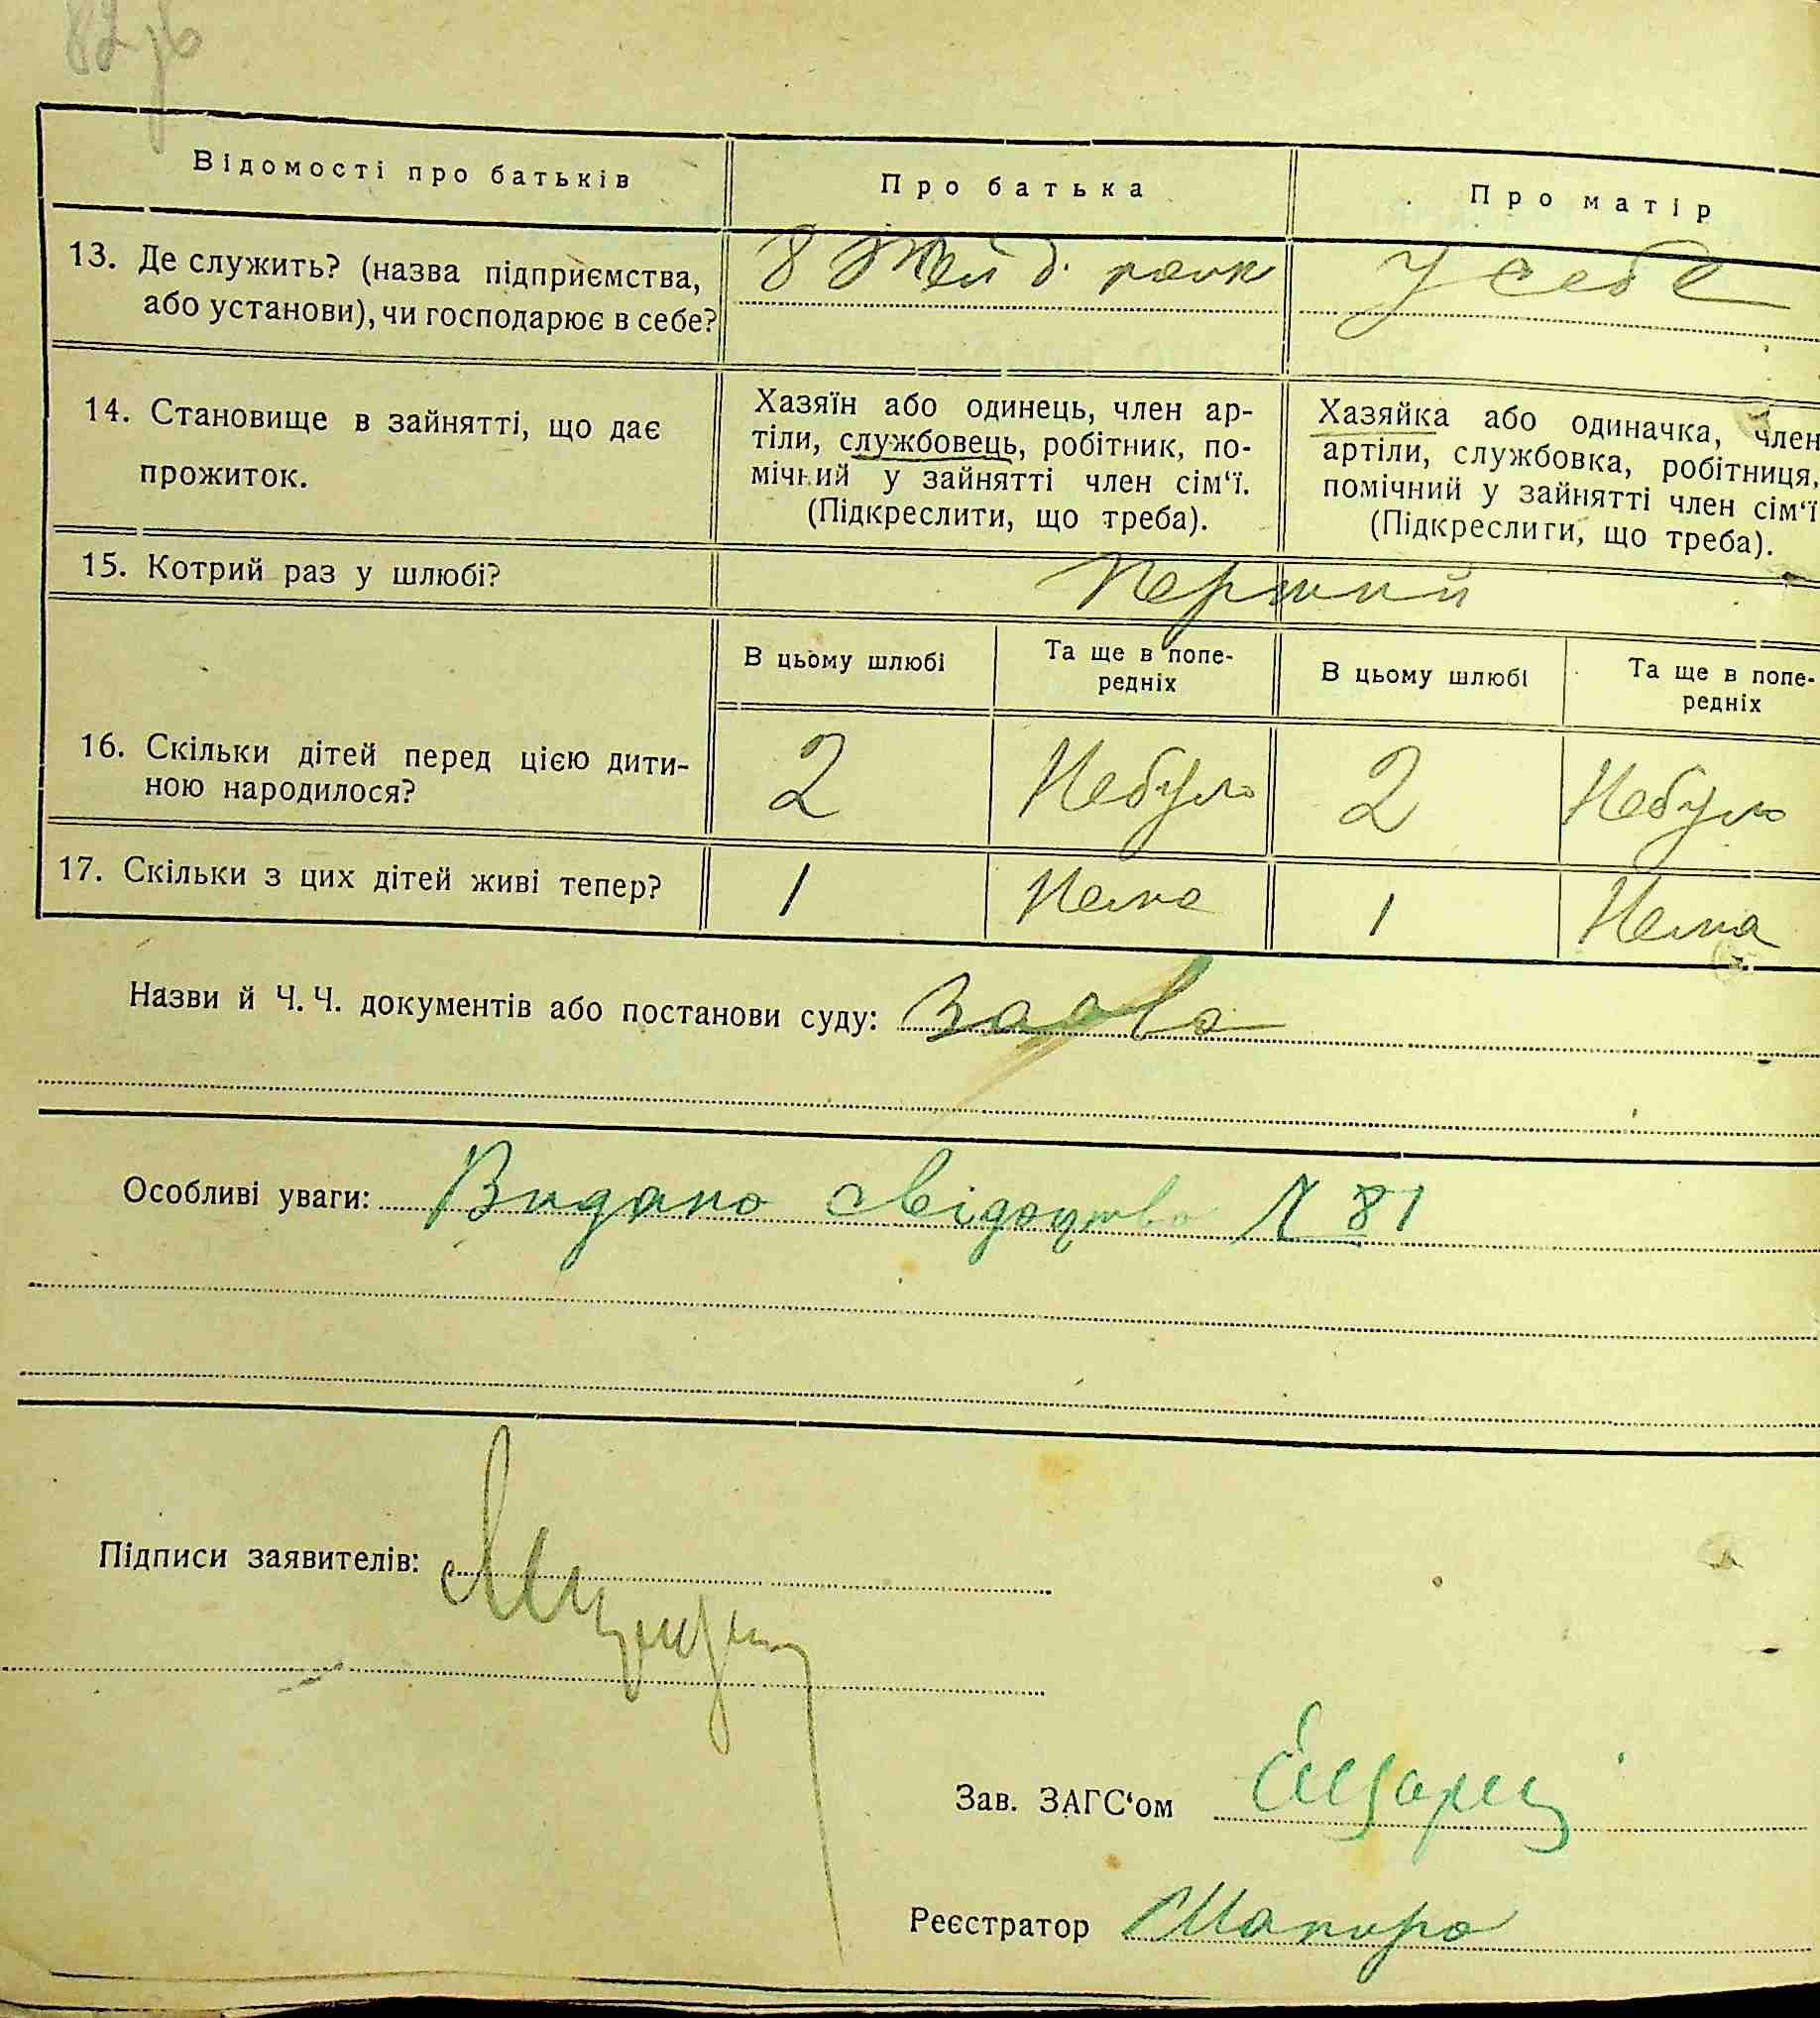 82
Відомості про батьків
Про батька
Про матір
13. Де служить? (назва підприємства,
або установи), чи господарює в себе?
8
полк
У себе
14. Становище в зайнятті, що дає
прожиток.
Хазяїн або одинець, член ар-
тіли, службовець, робітник, по-
мічний у зайнятті член сім‘ї.
(Підкреслити, що треба).
Хазяйка або одиначка, член
артіли, службовка, робітниця,
помічний у зайнятті член сім‘ї
(Підкреслити, що треба).
15. Котрий раз у шлюбі?
Перший
В цьому шлюбі
Та ще в попе-
редніх
В цьому шлюбі
Та ще в попе-
редніх
16. Скільки дітей перед цією дити-
ною народилося?
2
Небуло
2
Небуло
17. Скільки з цих дітей живі тепер?
1
Нема
1
Нема
Назви й Ч. Ч. документів або постанови суду: Заява
Особливі уваги: Видано свідоцтво № 81
Підписи заявителів:
Зав. ЗАГС‘ом
Реєстратор Шапиро